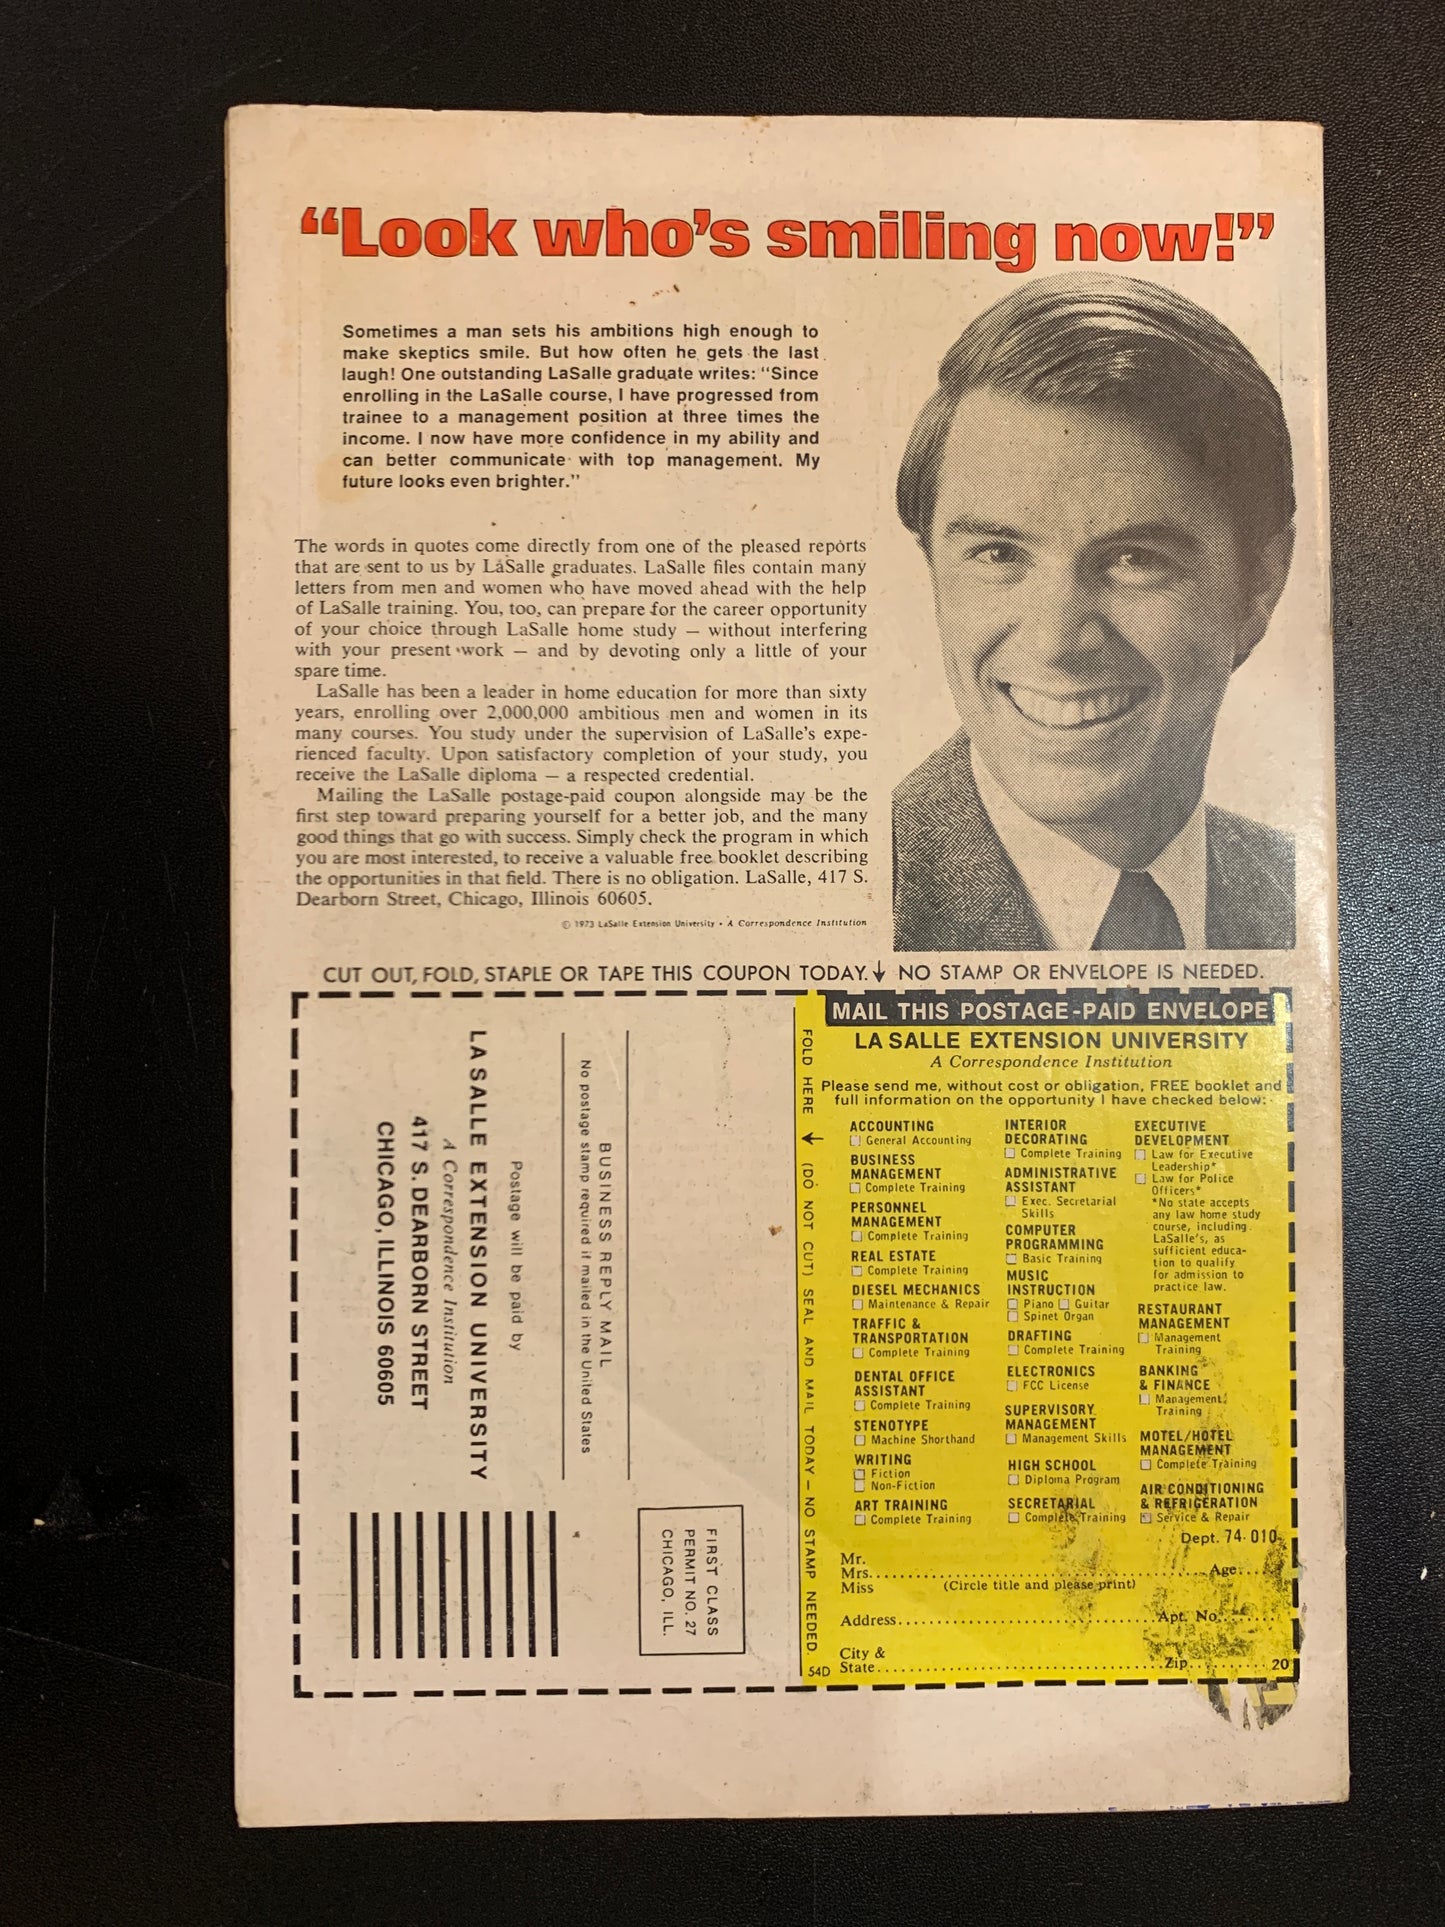 “Look who’s smiling now!”
Sometimes a man sets his ambitions high enough to
make skeptics smile. But how often he gets the last
laugh! One outstanding LaSalle graduate writes: “Since
enrolling in the LaSalle course, I have progressed from
trainee to a management position at three times the
income. I now have more confidence in my ability and
can better communicate with top management. My
future looks even brighter.”
The words in quotes come directly from one of the pleased reports
that are sent to us by LaSalle graduates. LaSalle files contain many
letters from men and women who have moved ahead with the help
of LaSalle training. You, too, can prepare for the career opportunity
of your choice through LaSalle home study — without interfering
with your present work — and by devoting only a little of your
spare time.
LaSalle has been a leader in home education for more than sixty
years, enrolling over 2,000,000 ambitious men and women in its
many courses. You study under the supervision of LaSalle’s expe-
rienced faculty. Upon satisfactory completion of your study, you
receive the LaSalle diploma — a respected credential.
Mailing the LaSalle postage-paid coupon alongside may be the
first step toward preparing yourself for a better job, and the many
good things that go with success. Simply check the program in which
you are most interested, to receive a valuable free booklet describing
the opportunities in that field. There is no obligation. LaSalle, 417 S.
Dearborn Street, Chicago, Illinois 60605.
© 1973 LaSalle Extension University • A Correspondence Institution
CUT OUT, FOLD, STAPLE OR TAPE THIS COUPON TODAY. ↓ NO STAMP OR ENVELOPE IS NEEDED.
FIRST CLASS
PERMIT NO. 27
CHICAGO, ILL.
BUSINESS REPLY MAIL
No postage stamp required if mailed in the United States
Postage will be paid by
LASALLE EXTENSION UNIVERSITY
A Correspondence Institution
417 S. DEARBORN STREET
CHICAGO, ILLINOIS 60605
FOLD HERE ↓ (DO NOT CUT) SEAL AND MAIL TODAY — NO STAMP NEEDED.
54D
MAIL THIS POSTAGE-PAID ENVELOPE
LA SALLE EXTENSION UNIVERSITY
A Correspondence Institution
Please send me, without cost or obligation, FREE booklet and
full information on the opportunity I have checked below:
ACCOUNTING
□ General Accounting
BUSINESS
MANAGEMENT
□ Complete Training
PERSONNEL
MANAGEMENT
□ Complete Training
REAL ESTATE
□ Complete Training
DIESEL MECHANICS
□ Maintenance & Repair
TRAFFIC &
TRANSPORTATION
□ Complete Training
DENTAL OFFICE
ASSISTANT
□ Complete Training
STENOTYPE
□ Machine Shorthand
WRITING
□ Fiction
□ Non-Fiction
ART TRAINING
□ Complete Training
INTERIOR
DECORATING
□ Complete Training
ADMINISTRATIVE
ASSISTANT
□ Exec. Secretarial
Skills
COMPUTER
PROGRAMMING
□ Basic Training
MUSIC
INSTRUCTION
□ Piano □ Guitar
□ Spinet Organ
DRAFTING
□ Complete Training
ELECTRONICS
□ FCC License
SUPERVISORY
MANAGEMENT
□ Management Skills
HIGH SCHOOL
□ Diploma Program
SECRETARIAL
□ Complete Training
EXECUTIVE
DEVELOPMENT
□ Law for Executive
Leadership*
□ Law for Police
Officers*
*No state accepts
any law home study
course, including
LaSalle’s, as
sufficient educa-
tion to qualify
for admission to
practice law.
RESTAURANT
MANAGEMENT
□ Management
Training
BANKING
& FINANCE
□ Management
Training
MOTEL/HOTEL
MANAGEMENT
□ Complete Training
AIR CONDITIONING
& REFRIGERATION
□ Service & Repair
Dept. 74-010
Mr.
Mrs. Age
Miss (Circle title and please print)
Address Apt. No.
City &
State Zip 20